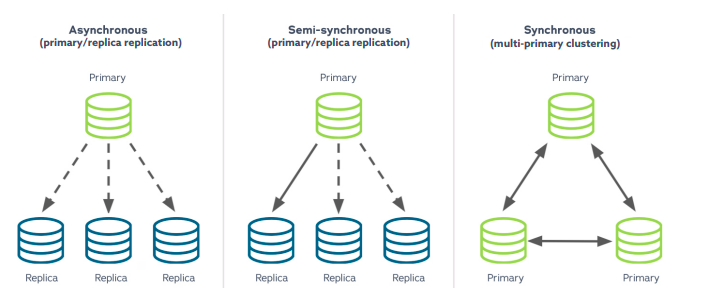 Asynchronous
(primary/replica replication)
Primary
Replica
Replica
Replica
Semi-synchronous
(primary/replica replication)
Primary
Replica
Replica
Replica
Synchronous
(multi-primary clustering)
Primary
Primary
Primary